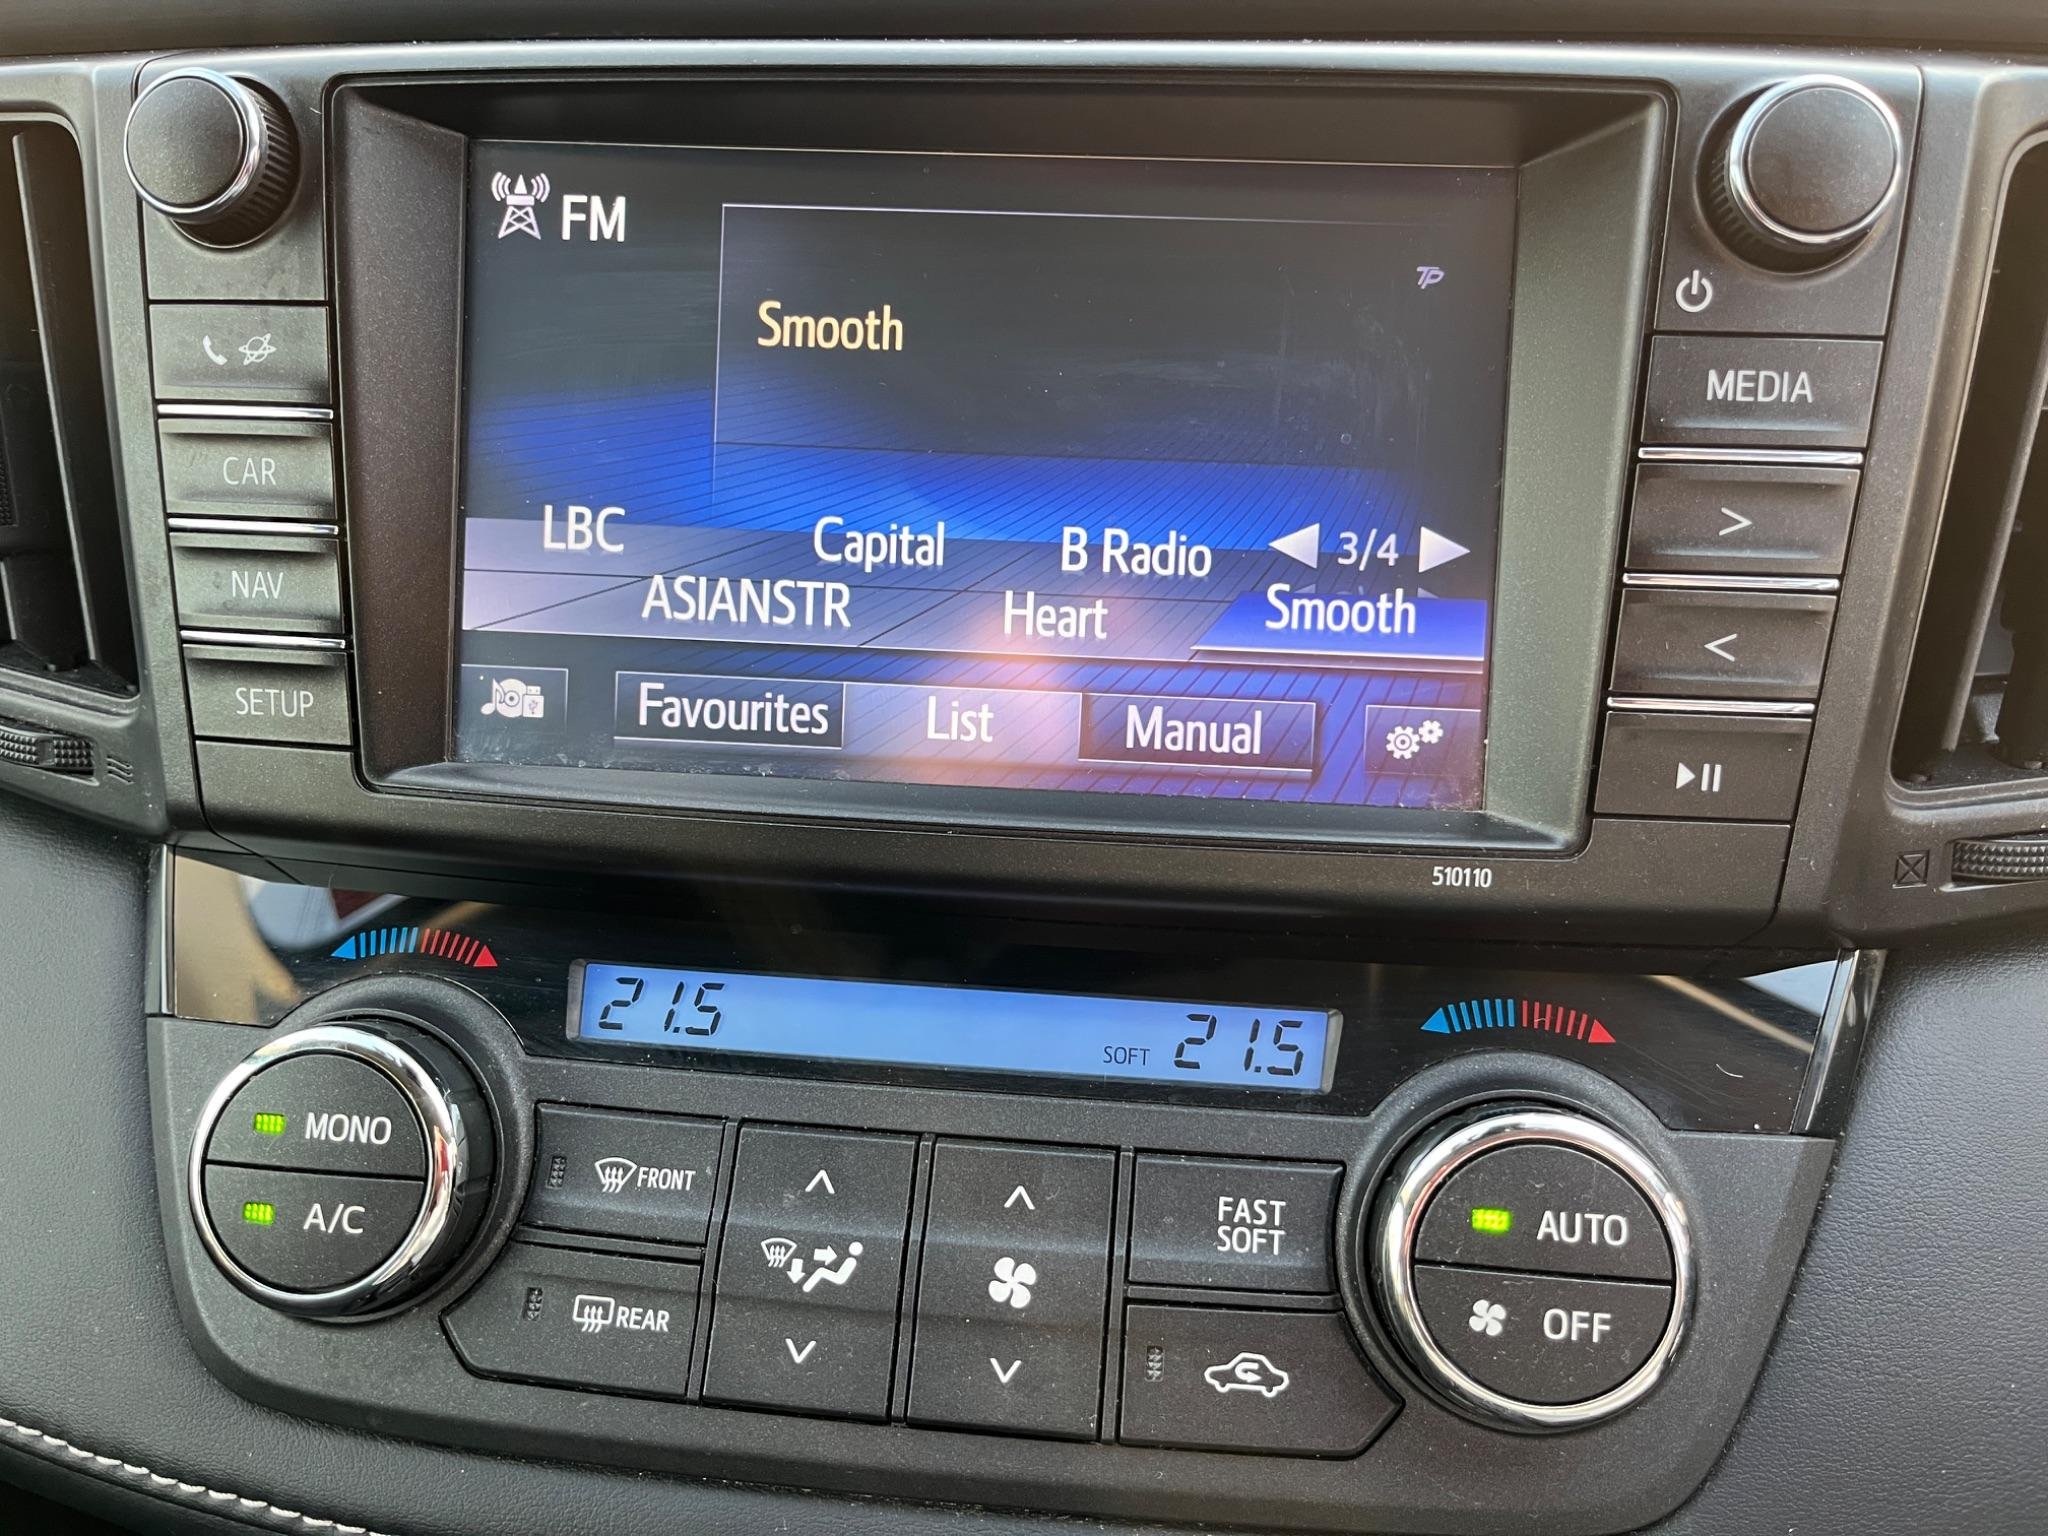 FM
TP
Smooth
LBC Capital B Radio 3/4
ASIANSTR Heart Smooth
Favourites List Manual
CAR
NAV
SETUP
MEDIA
>
<
510110
21.5 SOFT 21.5
MONO
A/C
FRONT
REAR
FAST
SOFT
AUTO
OFF